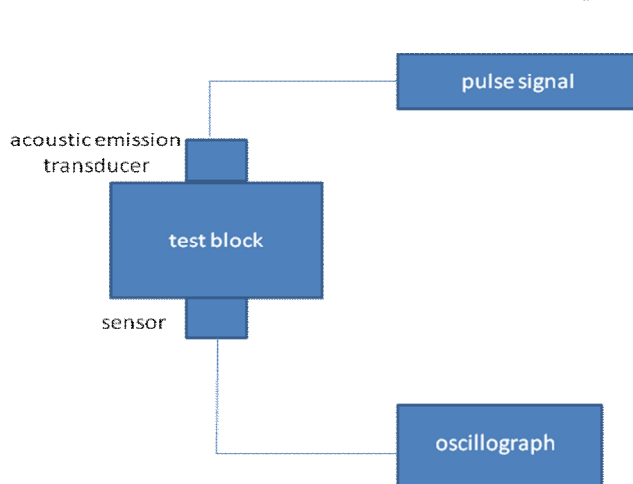 pulse signal
acoustic emission
transducer
test block
sensor
oscillograph